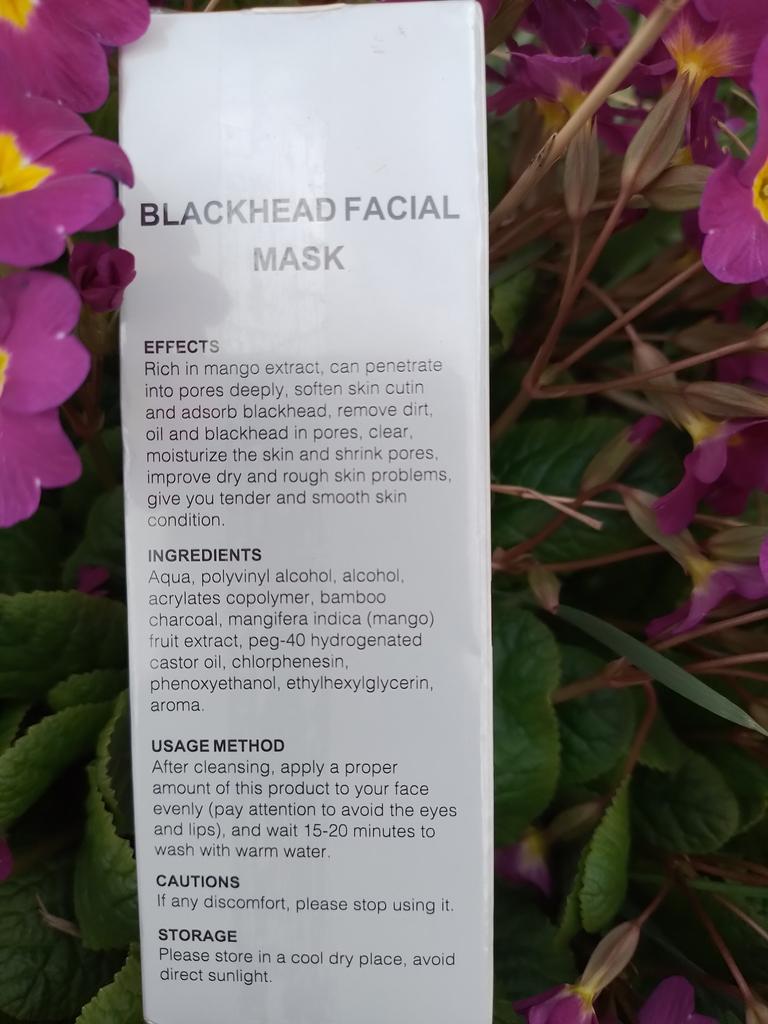 BLACKHEAD FACIAL
MASK
EFFECTS
Rich in mango extract, can penetrate
into pores deeply, soften skin cutin
and adsorb blackhead, remove dirt,
oil and blackhead in pores, clear,
moisturize the skin and shrink pores,
improve dry and rough skin problems,
give you tender and smooth skin
condition.
INGREDIENTS
Aqua, polyvinyl alcohol, alcohol,
acrylates copolymer, bamboo
charcoal, mangifera indica (mango)
fruit extract, peg-40 hydrogenated
castor oil, chlorphenesin,
phenoxyethanol, ethylhexylglycerin,
aroma.
USAGE METHOD
After cleansing, apply a proper
amount of this product to your face
evenly (pay attention to avoid the eyes
and lips), and wait 15-20 minutes to
wash with warm water.
CAUTIONS
If any discomfort, please stop using it.
STORAGE
Please store in a cool dry place, avoid
direct sunlight.